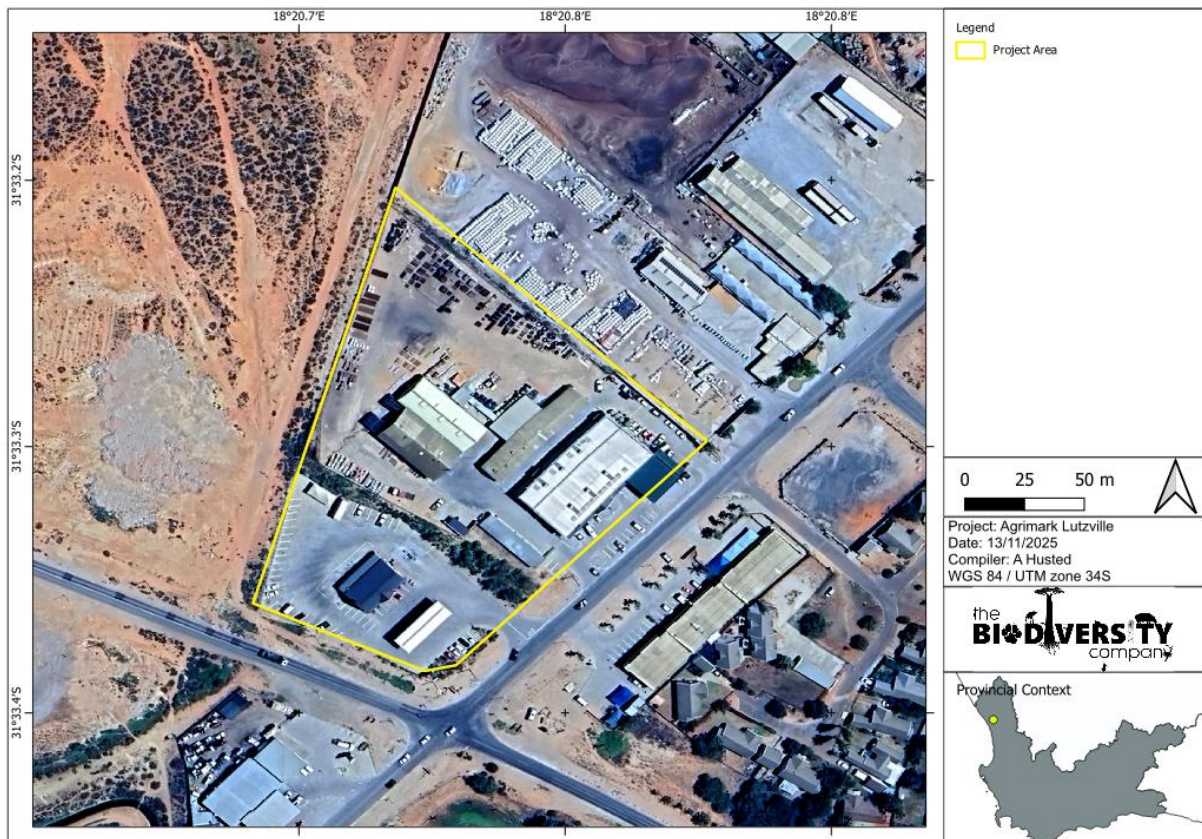 18°20.7'E
18°20.8'E
18°20.8'E
31°33.2'S
31°33.3'S
31°33.4'S
Legend
Project Area
0 25 50 m
Project: Agrimark Lutzville
Date: 13/11/2025
Compiler: A Husted
WGS 84 / UTM zone 34S
the
BIODIVERSITY
company
Provincial Context